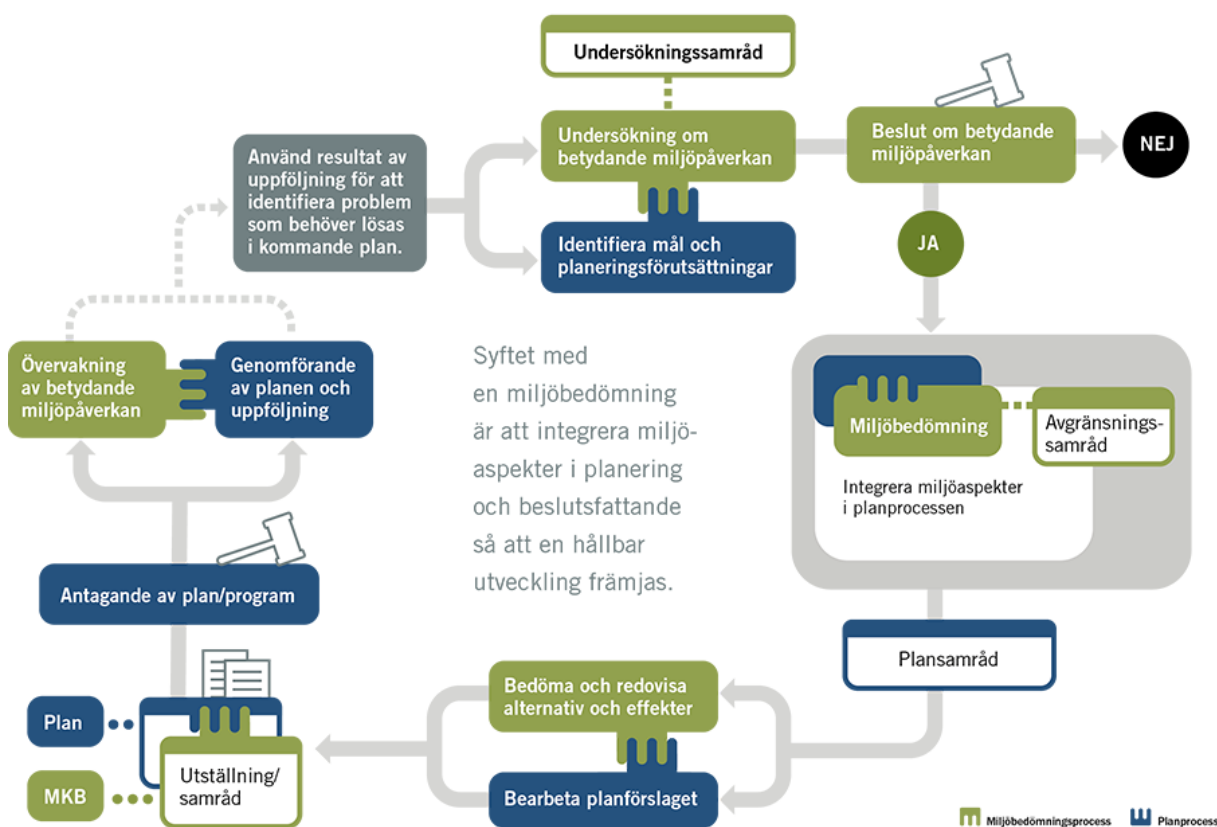 Undersökningssamråd
Undersökning om
betydande miljöpåverkan
Beslut om betydande
miljöpåverkan
NEJ
Använd resultat av
uppföljning för att
identifiera problem
som behöver lösas
i kommande plan.
Identifiera mål och
planeringsförutsättningar
JA
Övervakning
av betydande
miljöpåverkan
Genomförande
av planen och
uppföljning
Syftet med
en miljöbedömning
är att integrera miljö-
aspekter i planering
och beslutsfattande
så att en hållbar
utveckling främjas.
Miljöbedömning
Avgränsnings-
samråd
Integrera miljöaspekter
i planprocessen
Antagande av plan/program
Plansamråd
Bedöma och redovisa
alternativ och effekter
Plan
MKB
Utställning/
samråd
Bearbeta planförslaget
Miljöbedömningsprocess
Planprocess